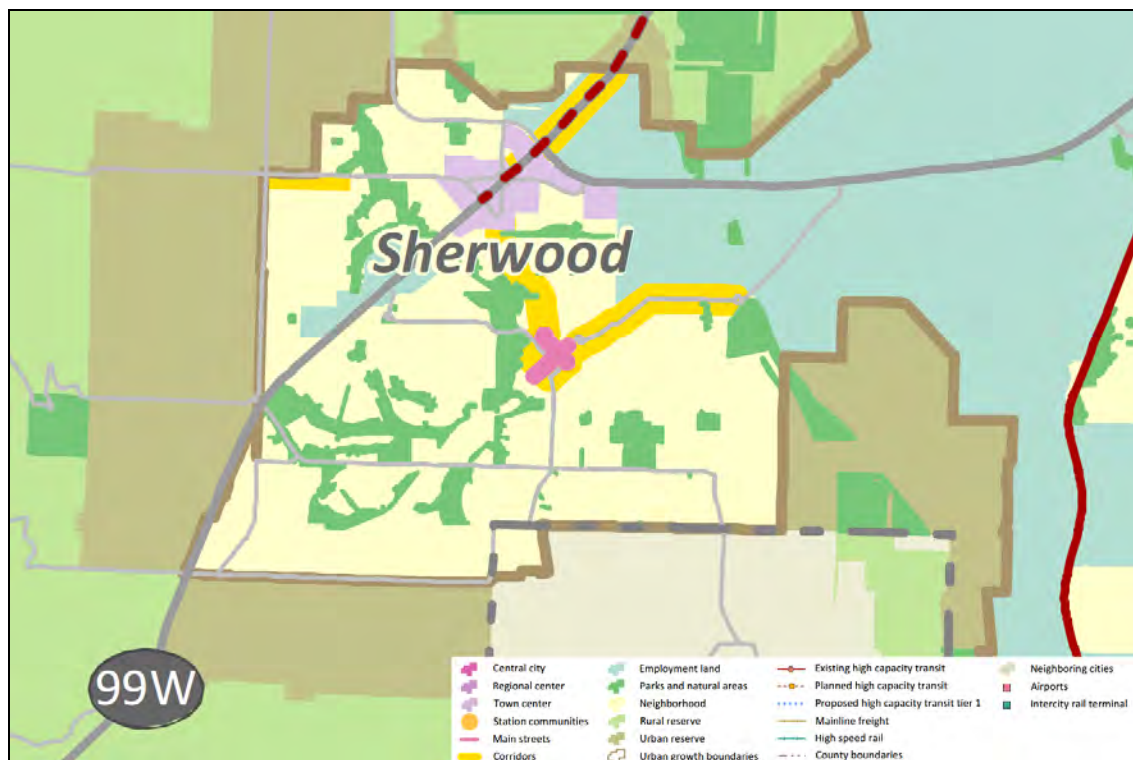 Sherwood
99W
Central city
Regional center
Town center
Station communities
Main streets
Corridors
Employment land
Parks and natural areas
Neighborhood
Rural reserve
Urban reserve
Urban growth boundaries
Existing high capacity transit
Planned high capacity transit
Proposed high capacity transit tier 1
Mainline freight
High speed rail
County boundaries
Neighboring cities
Airports
Intercity rail terminal